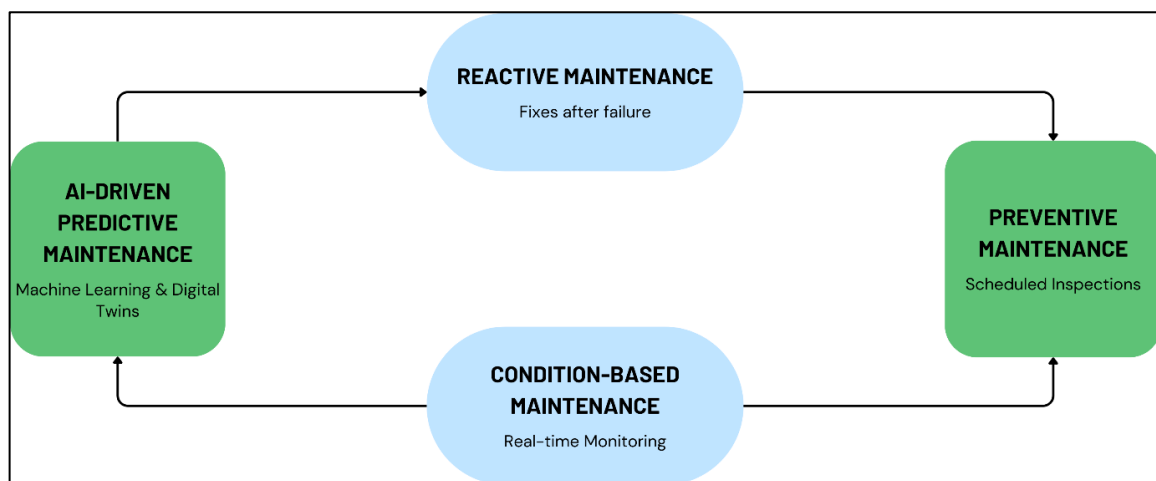 REACTIVE MAINTENANCE
Fixes after failure
AI-DRIVEN
PREDICTIVE
MAINTENANCE
Machine Learning & Digital
Twins
PREVENTIVE
MAINTENANCE
Scheduled Inspections
CONDITION-BASED
MAINTENANCE
Real-time Monitoring